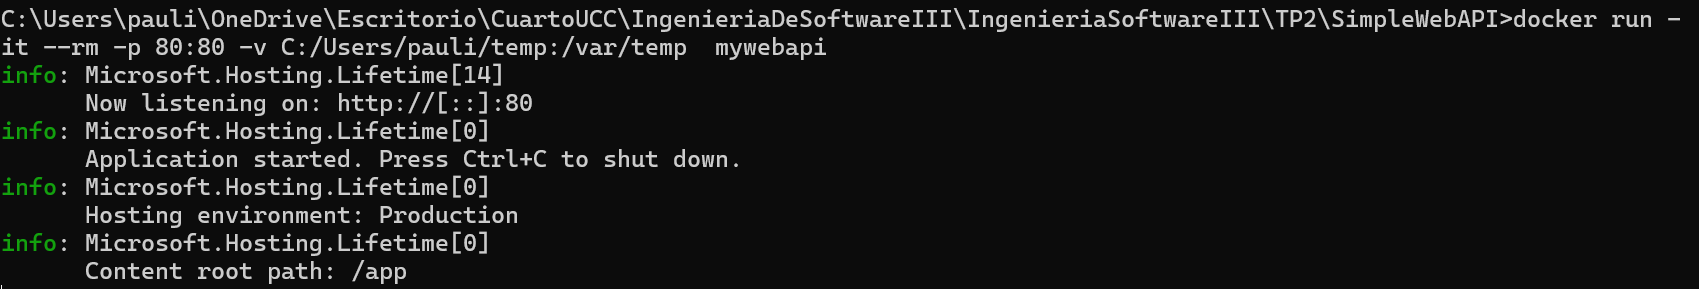 C:\Users\pauli\OneDrive\Escritorio\CuartoUCC\IngenieriaDeSoftwareIII\IngenieriaSoftwareIII\TP2\SimpleWebAPI>docker run -
it --rm -p 80:80 -v C:/Users/pauli/temp:/var/temp  mywebapi
info: Microsoft.Hosting.Lifetime[14]
      Now listening on: http://[::]:80
info: Microsoft.Hosting.Lifetime[0]
      Application started. Press Ctrl+C to shut down.
info: Microsoft.Hosting.Lifetime[0]
      Hosting environment: Production
info: Microsoft.Hosting.Lifetime[0]
      Content root path: /app